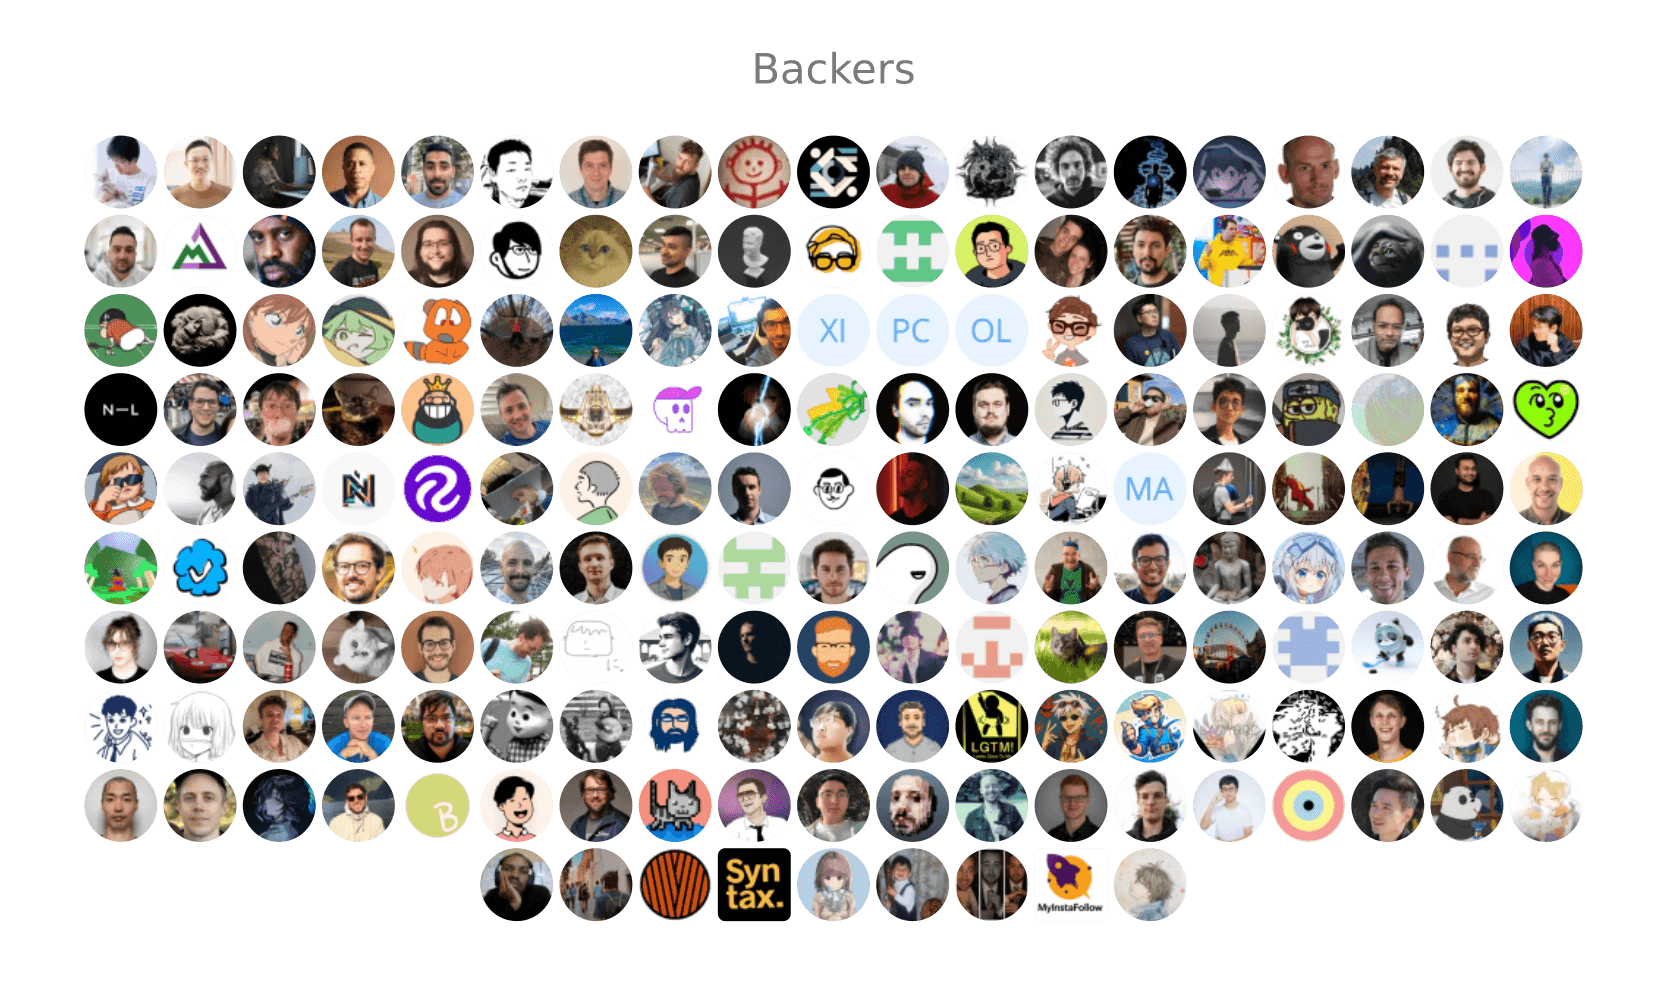 Backers
XI
PC
OL
N—L
MA
LGTM!
B
Syn
tax.
MyInstaFollow